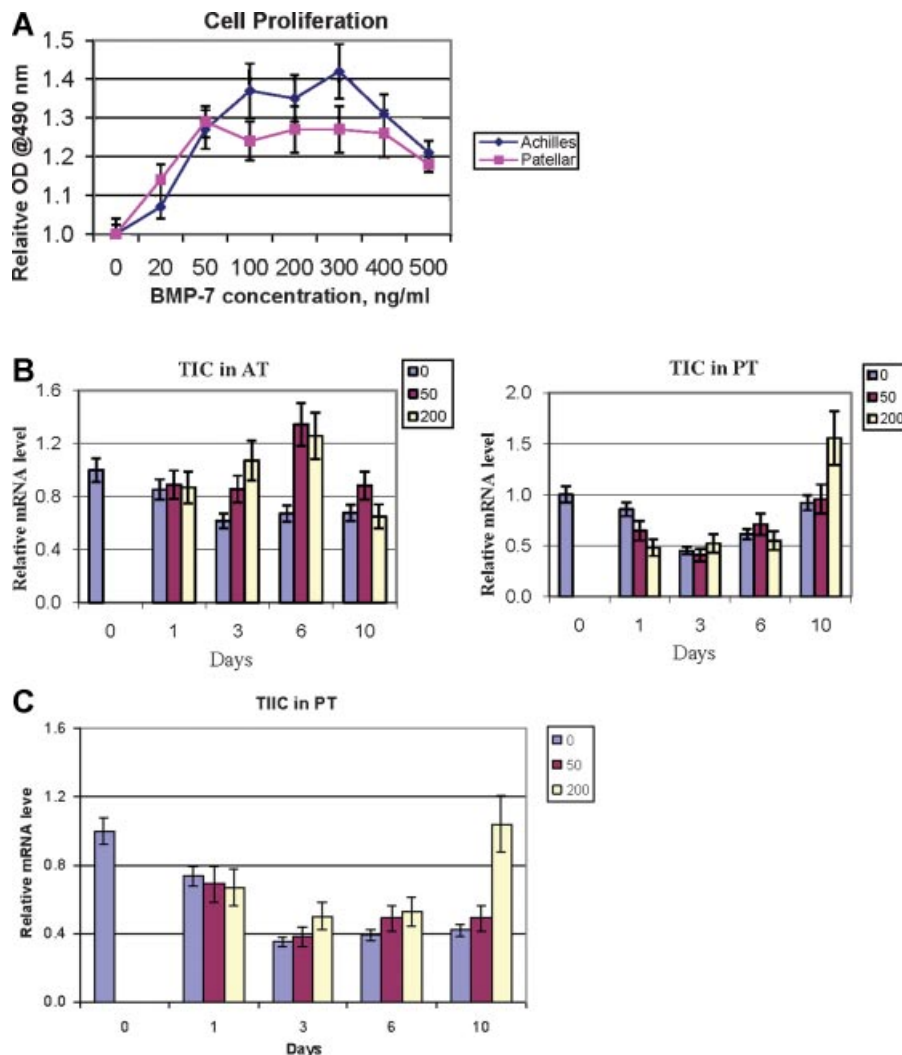 A
Cell Proliferation
1.5
1.4
1.3
1.2
1.1
1.0
Relaitve OD @490 nm
0 20 50 100 200 300 400 500
BMP-7 concentration, ng/ml
Achilles
Patellar
B
TIC in AT
1.6
1.2
0.8
0.4
0.0
Relative mRNA level
0 1 3 6 10
Days
0
50
200
TIC in PT
2.0
1.5
1.0
0.5
0.0
Relative mRNA level
0 1 3 6 10
Days
0
50
200
C
TIIC in PT
1.6
1.2
0.8
0.4
0.0
Relative mRNA leve
0 1 3 6 10
Days
0
50
200